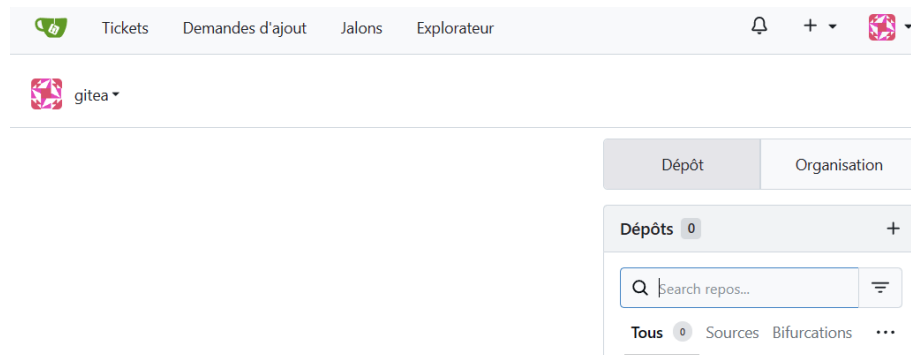 Tickets Demandes d'ajout Jalons Explorateur
gitea
Dépôt Organisation
Dépôts 0
Search repos...
Tous 0 Sources Bifurcations